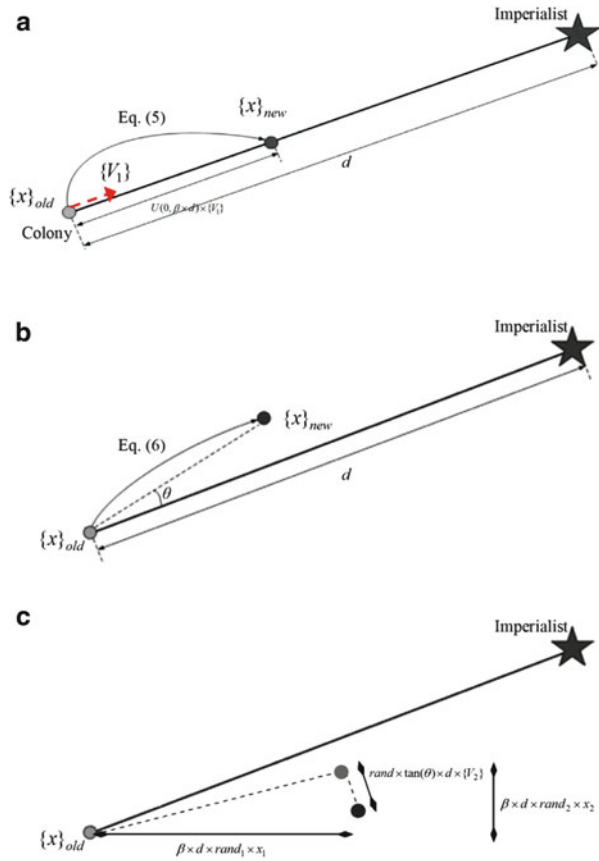 a
Imperialist
{x}new
Eq. (5)
{V1}
d
{x}old
U(0, β×d)×{V1}
Colony
b
Imperialist
{x}new
Eq. (6)
θ
d
{x}old
c
Imperialist
rand×tan(θ)×d×{V2}
β×d×rand2×x2
{x}old
β×d×rand1×x1